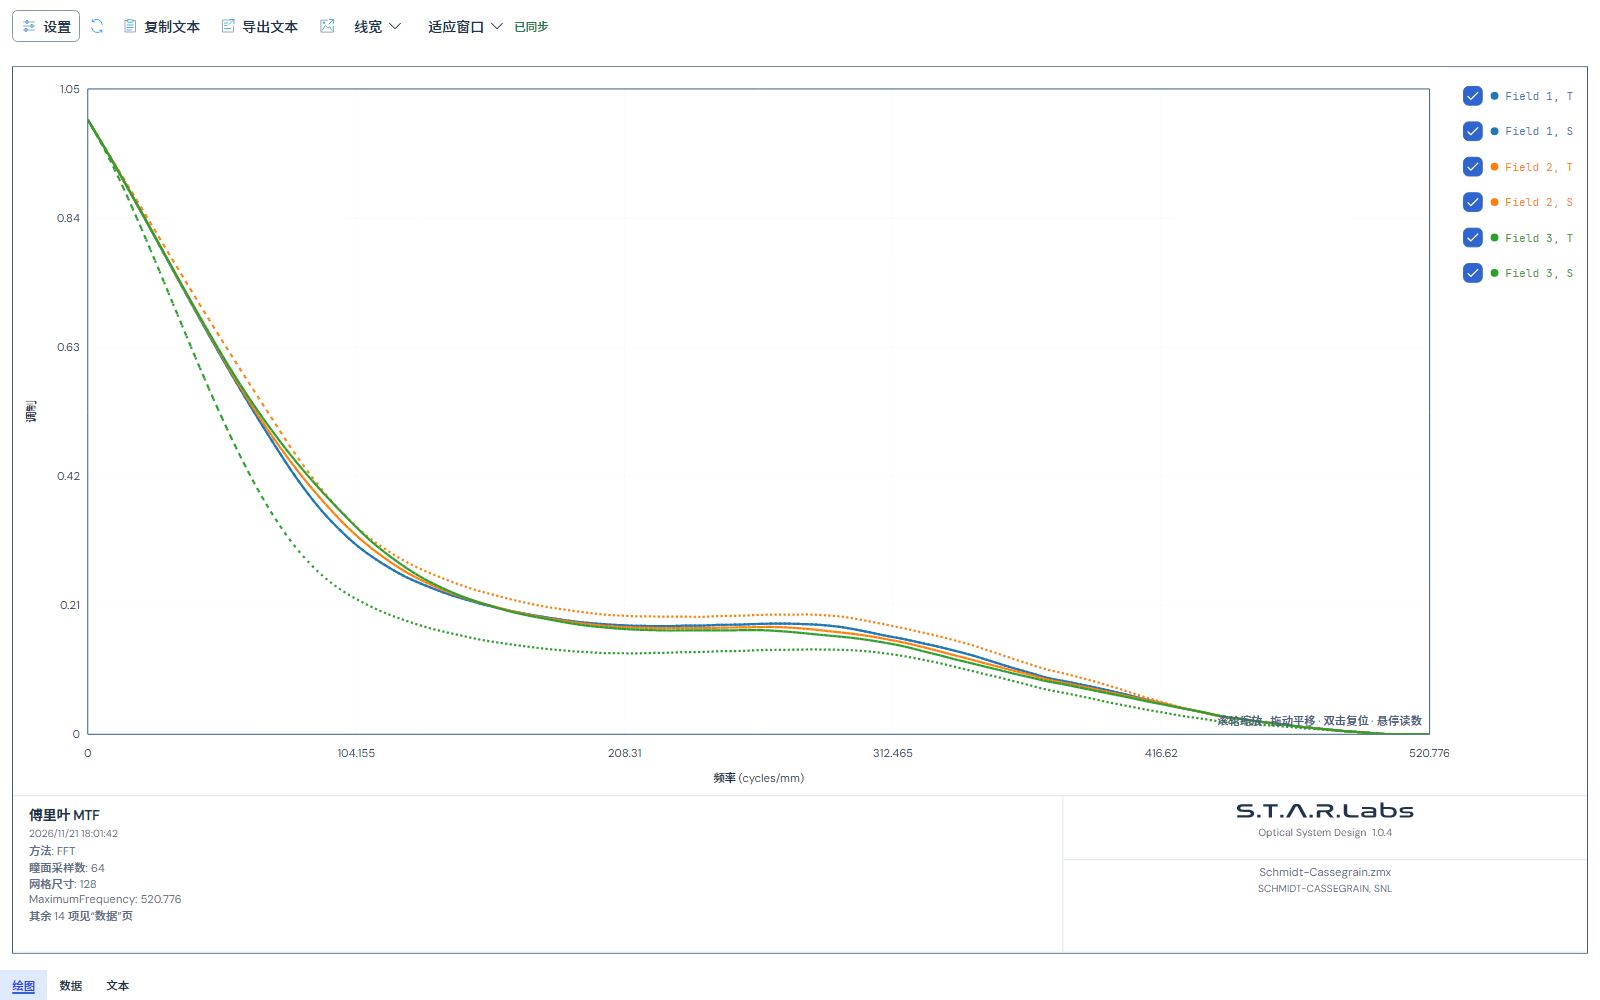 设置 复制文本 导出文本 线宽 适应窗口 已同步
1.05
0.84
0.63
0.42
0.21
0
调制
0 104.155 208.31 312.465 416.62 520.776
频率 (cycles/mm)
滚轮缩放 · 拖动平移 · 双击复位 · 悬停读数
Field 1, T
Field 1, S
Field 2, T
Field 2, S
Field 3, T
Field 3, S
傅里叶 MTF
2026/11/21 18:01:42
方法: FFT
瞳面采样数: 64
网格尺寸: 128
MaximumFrequency: 520.776
其余 14 项见“数据”页
S.T.A.R.Labs
Optical System Design 1.0.4
Schmidt-Cassegrain.zmx
SCHMIDT-CASSEGRAIN, SNL
绘图 数据 文本